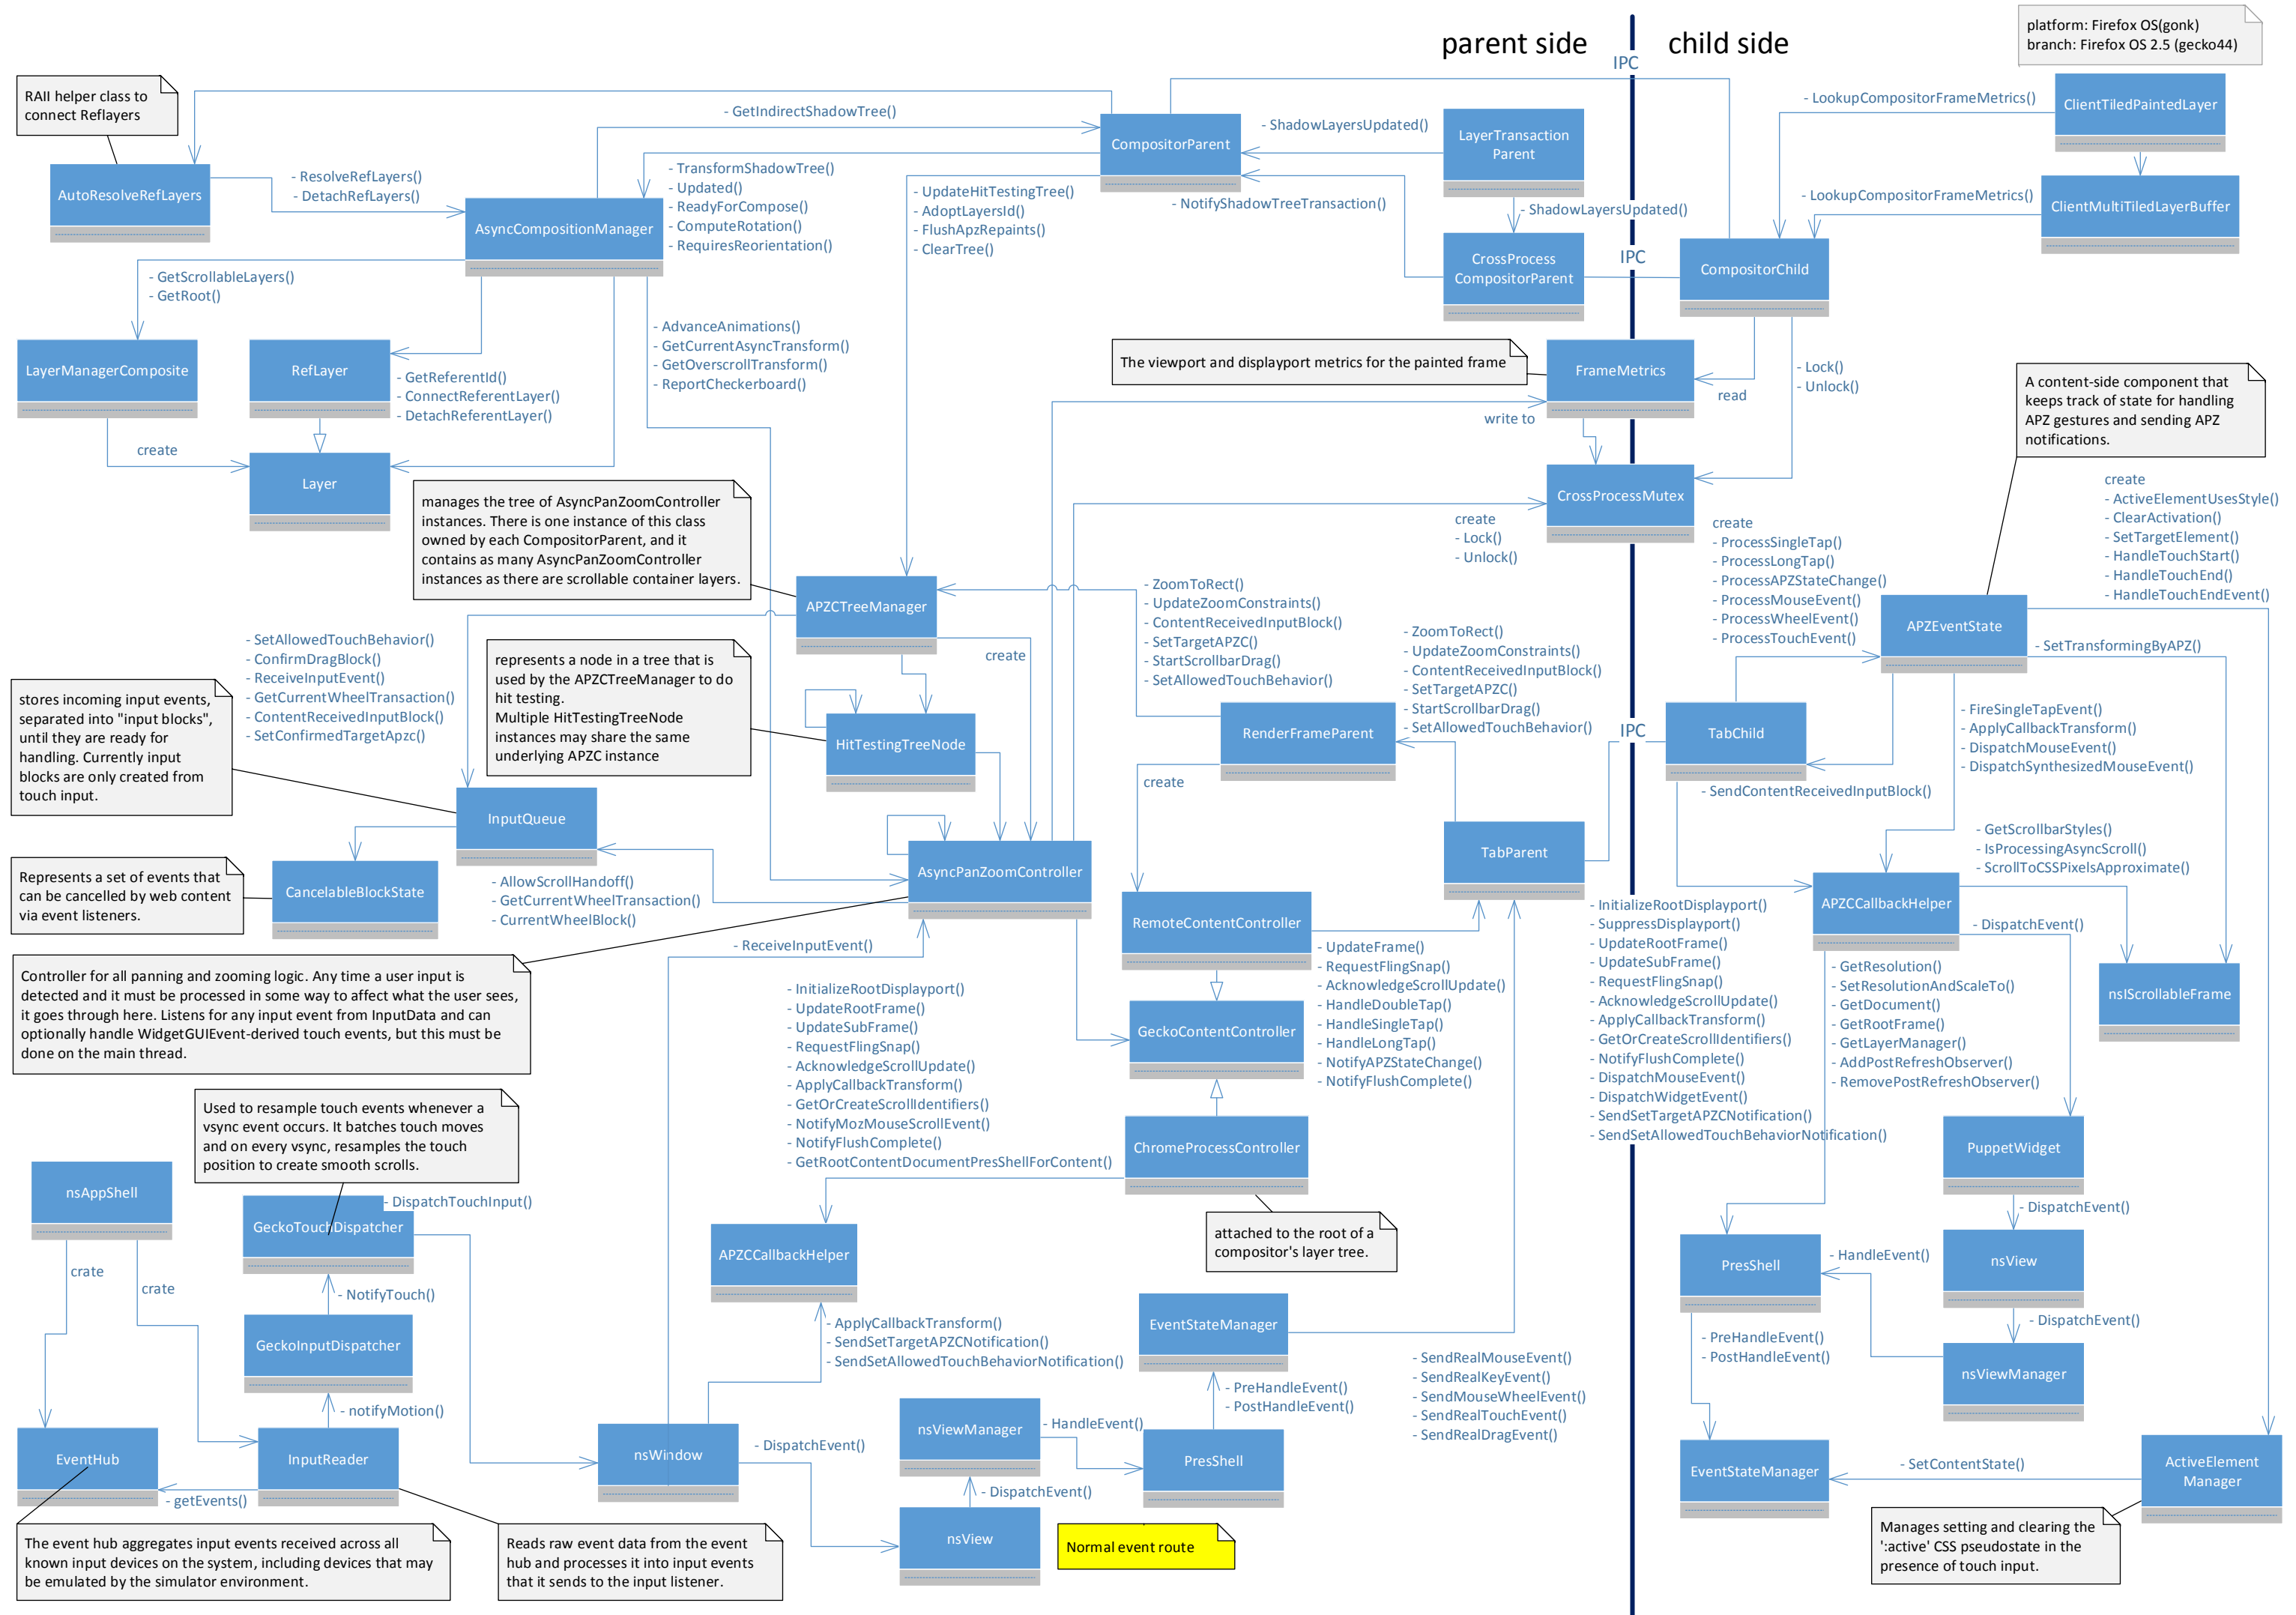 parent side
child side
platform: Firefox OS(gonk)
branch: Firefox OS 2.5 (gecko44)
IPC
RAII helper class to
connect Reflayers
AutoResolveRefLayers
- ResolveRefLayers()
- DetachRefLayers()
- GetIndirectShadowTree()
AsyncCompositionManager
- TransformShadowTree()
- Updated()
- ReadyForCompose()
- ComputeRotation()
- RequiresReorientation()
CompositorParent
- ShadowLayersUpdated()
LayerTransaction
Parent
- LookupCompositorFrameMetrics()
ClientTiledPaintedLayer
- UpdateHitTestingTree()
- AdoptLayersId()
- FlushApzRepaints()
- ClearTree()
- NotifyShadowTreeTransaction()
- ShadowLayersUpdated()
- LookupCompositorFrameMetrics()
ClientMultiTiledLayerBuffer
CrossProcess
CompositorParent
IPC
CompositorChild
- GetScrollableLayers()
- GetRoot()
LayerManagerComposite
RefLayer
- GetReferentId()
- ConnectReferentLayer()
- DetachReferentLayer()
create
Layer
- AdvanceAnimations()
- GetCurrentAsyncTransform()
- GetOverscrollTransform()
- ReportCheckerboard()
The viewport and displayport metrics for the painted frame
FrameMetrics
write to
read
- Lock()
- Unlock()
CrossProcessMutex
create
- Lock()
- Unlock()
A content-side component that
keeps track of state for handling
APZ gestures and sending APZ
notifications.
manages the tree of AsyncPanZoomController
instances. There is one instance of this class
owned by each CompositorParent, and it
contains as many AsyncPanZoomController
instances as there are scrollable container layers.
APZCTreeManager
create
- ZoomToRect()
- UpdateZoomConstraints()
- ContentReceivedInputBlock()
- SetTargetAPZC()
- StartScrollbarDrag()
- SetAllowedTouchBehavior()
- ZoomToRect()
- UpdateZoomConstraints()
- ContentReceivedInputBlock()
- SetTargetAPZC()
- StartScrollbarDrag()
- SetAllowedTouchBehavior()
create
- ProcessSingleTap()
- ProcessLongTap()
- ProcessAPZStateChange()
- ProcessMouseEvent()
- ProcessWheelEvent()
- ProcessTouchEvent()
create
- ActiveElementUsesStyle()
- ClearActivation()
- SetTargetElement()
- HandleTouchStart()
- HandleTouchEnd()
- HandleTouchEndEvent()
APZEventState
- SetTransformingByAPZ()
- SetAllowedTouchBehavior()
- ConfirmDragBlock()
- ReceiveInputEvent()
- GetCurrentWheelTransaction()
- ContentReceivedInputBlock()
- SetConfirmedTargetApzc()
represents a node in a tree that is
used by the APZCTreeManager to do
hit testing.
Multiple HitTestingTreeNode
instances may share the same
underlying APZC instance
HitTestingTreeNode
RenderFrameParent
create
IPC
TabChild
- SendContentReceivedInputBlock()
- FireSingleTapEvent()
- ApplyCallbackTransform()
- DispatchMouseEvent()
- DispatchSynthesizedMouseEvent()
stores incoming input events,
separated into "input blocks",
until they are ready for
handling. Currently input
blocks are only created from
touch input.
InputQueue
Represents a set of events that
can be cancelled by web content
via event listeners.
CancelableBlockState
- AllowScrollHandoff()
- GetCurrentWheelTransaction()
- CurrentWheelBlock()
AsyncPanZoomController
- ReceiveInputEvent()
TabParent
- GetScrollbarStyles()
- IsProcessingAsyncScroll()
- ScrollToCSSPixelsApproximate()
APZCCallbackHelper
- DispatchEvent()
nsIScrollableFrame
RemoteContentController
- UpdateFrame()
- RequestFlingSnap()
- AcknowledgeScrollUpdate()
- HandleDoubleTap()
- HandleSingleTap()
- HandleLongTap()
- NotifyAPZStateChange()
- NotifyFlushComplete()
- InitializeRootDisplayport()
- SuppressDisplayport()
- UpdateRootFrame()
- UpdateSubFrame()
- RequestFlingSnap()
- AcknowledgeScrollUpdate()
- ApplyCallbackTransform()
- GetOrCreateScrollIdentifiers()
- NotifyFlushComplete()
- DispatchMouseEvent()
- DispatchWidgetEvent()
- SendSetTargetAPZCNotification()
- SendSetAllowedTouchBehaviorNotification()
- GetResolution()
- SetResolutionAndScaleTo()
- GetDocument()
- GetRootFrame()
- GetLayerManager()
- AddPostRefreshObserver()
- RemovePostRefreshObserver()
Controller for all panning and zooming logic. Any time a user input is
detected and it must be processed in some way to affect what the user sees,
it goes through here. Listens for any input event from InputData and can
optionally handle WidgetGUIEvent-derived touch events, but this must be
done on the main thread.
- InitializeRootDisplayport()
- UpdateRootFrame()
- UpdateSubFrame()
- RequestFlingSnap()
- AcknowledgeScrollUpdate()
- ApplyCallbackTransform()
- GetOrCreateScrollIdentifiers()
- NotifyMozMouseScrollEvent()
- NotifyFlushComplete()
- GetRootContentDocumentPresShellForContent()
GeckoContentController
ChromeProcessController
attached to the root of a
compositor's layer tree.
Used to resample touch events whenever a
vsync event occurs. It batches touch moves
and on every vsync, resamples the touch
position to create smooth scrolls.
nsAppShell
- DispatchTouchInput()
GeckoTouchDispatcher
crate
crate
- NotifyTouch()
GeckoInputDispatcher
- notifyMotion()
EventHub
InputReader
- getEvents()
The event hub aggregates input events received across all
known input devices on the system, including devices that may
be emulated by the simulator environment.
Reads raw event data from the event
hub and processes it into input events
that it sends to the input listener.
APZCCallbackHelper
- ApplyCallbackTransform()
- SendSetTargetAPZCNotification()
- SendSetAllowedTouchBehaviorNotification()
nsWindow
- DispatchEvent()
nsViewManager
- HandleEvent()
- DispatchEvent()
nsView
EventStateManager
- PreHandleEvent()
- PostHandleEvent()
PresShell
Normal event route
- SendRealMouseEvent()
- SendRealKeyEvent()
- SendMouseWheelEvent()
- SendRealTouchEvent()
- SendRealDragEvent()
PuppetWidget
- DispatchEvent()
PresShell
- HandleEvent()
nsView
- DispatchEvent()
- PreHandleEvent()
- PostHandleEvent()
nsViewManager
EventStateManager
- SetContentState()
ActiveElement
Manager
Manages setting and clearing the
':active' CSS pseudostate in the
presence of touch input.